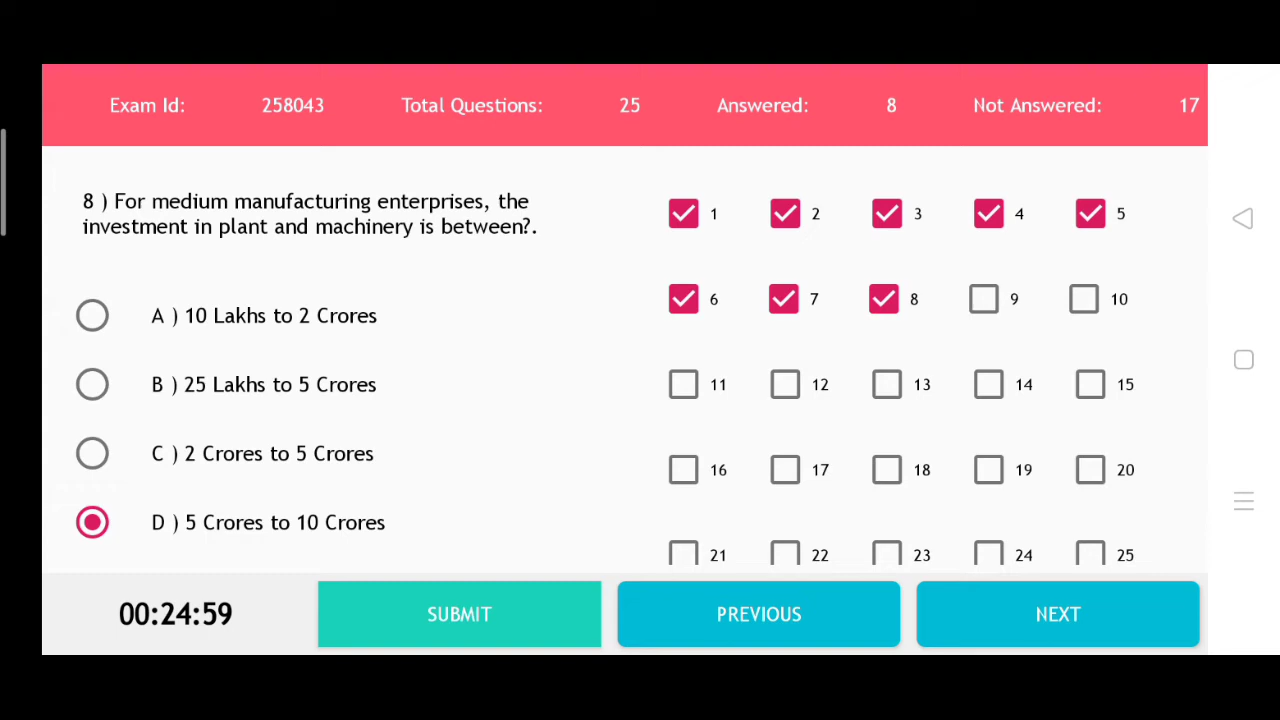 Exam Id: 258043 Total Questions: 25 Answered: 8 Not Answered: 17
8 ) For medium manufacturing enterprises, the
investment in plant and machinery is between?.
A ) 10 Lakhs to 2 Crores
B ) 25 Lakhs to 5 Crores
C ) 2 Crores to 5 Crores
D ) 5 Crores to 10 Crores
1 2 3 4 5
6 7 8 9 10
11 12 13 14 15
16 17 18 19 20
21 22 23 24 25
00:24:59 SUBMIT PREVIOUS NEXT